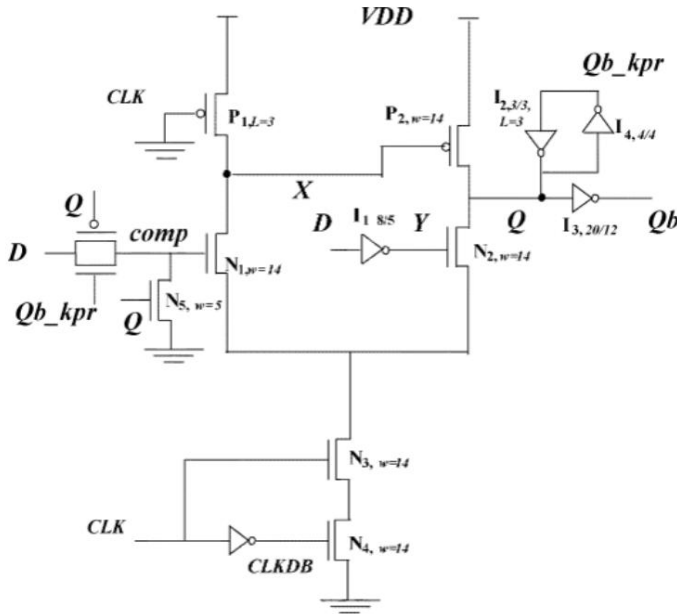 VDD
Qb_kpr
CLK
P1,L=3
P2,w=14
I2,3/3,
L=3
I4,4/4
X
Q
comp
D
I1 8/5
Y
Q
Qb
D
N1,w=14
N2,w=14
I3,20/12
Qb_kpr
Q
N5, w=5
N3, w=14
CLK
CLKDB
N4, w=14